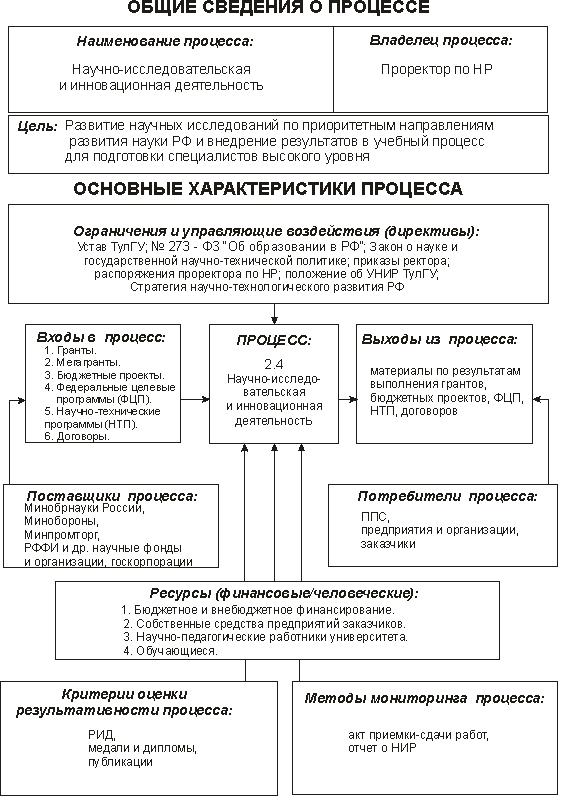 ОБЩИЕ СВЕДЕНИЯ О ПРОЦЕССЕ
Наименование процесса:
Научно-исследовательская
и инновационная деятельность
Владелец процесса:
Проректор по НР
Цель: Развитие научных исследований по приоритетным направлениям
развития науки РФ и внедрение результатов в учебный процесс
для подготовки специалистов высокого уровня
ОСНОВНЫЕ ХАРАКТЕРИСТИКИ ПРОЦЕССА
Ограничения и управляющие воздействия (директивы):
Устав ТулГУ; № 273 - ФЗ "Об образовании в РФ"; Закон о науке и
государственной научно-технической политике; приказы ректора;
распоряжения проректора по НР; положение об УНИР ТулГУ;
Стратегия научно-технологического развития РФ
Входы в процесс:
1. Гранты.
2. Мегагранты.
3. Бюджетные проекты.
4. Федеральные целевые
программы (ФЦП).
5. Научно-технические
программы (НТП).
6. Договоры.
ПРОЦЕСС:
2.4
Научно-исследо-
вательская
и инновационная
деятельность
Выходы из процесса:
материалы по результатам
выполнения грантов,
бюджетных проектов, ФЦП,
НТП, договоров
Поставщики процесса:
Минобрнауки России,
Минобороны,
Минпромторг,
РФФИ и др. научные фонды
и организации, госкорпорации
Потребители процесса:
ППС,
предприятия и организации,
заказчики
Ресурсы (финансовые/человеческие):
1. Бюджетное и внебюджетное финансирование.
2. Собственные средства предприятий заказчиков.
3. Научно-педагогические работники университета.
4. Обучающиеся.
Критерии оценки
результативности процесса:
РИД,
медали и дипломы,
публикации
Методы мониторинга процесса:
акт приемки-сдачи работ,
отчет о НИР